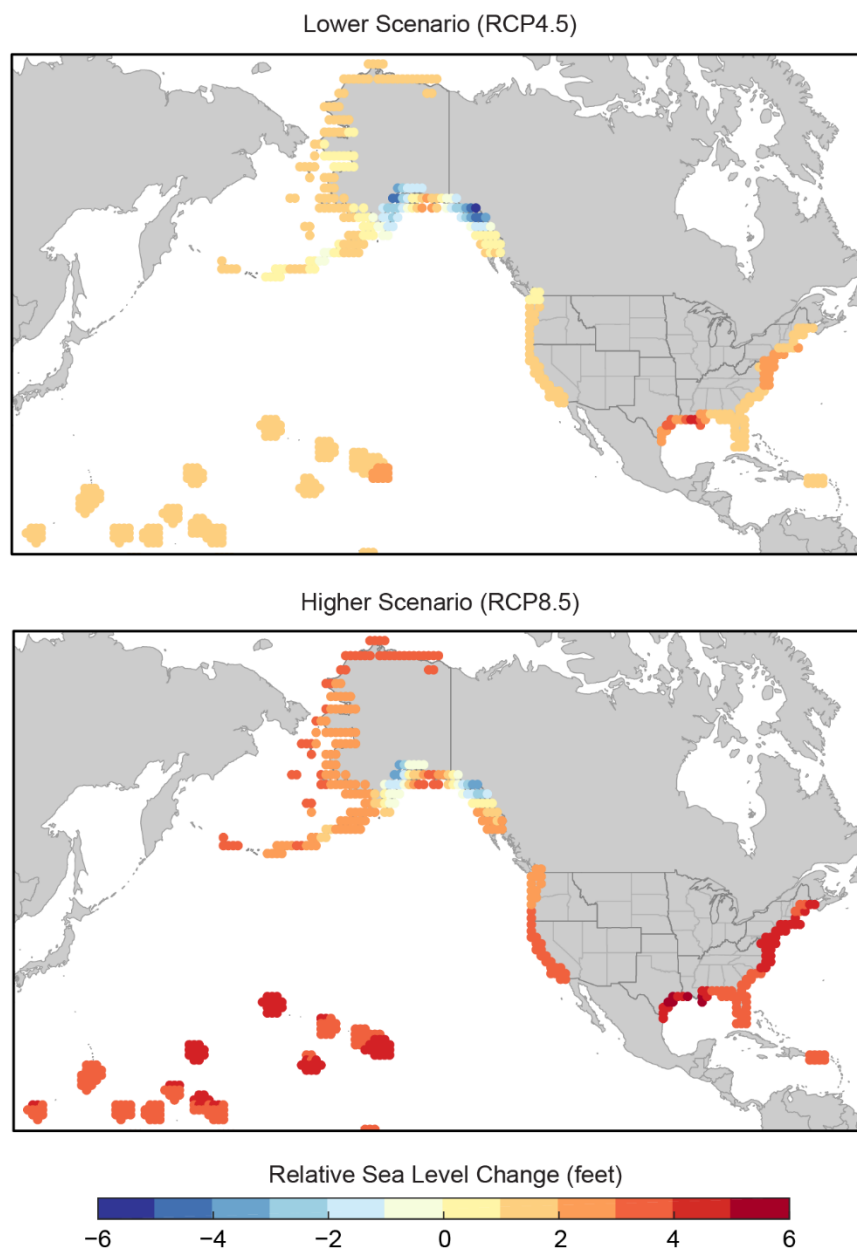 Lower Scenario (RCP4.5)
Higher Scenario (RCP8.5)
Relative Sea Level Change (feet)
−6 −4 −2 0 2 4 6